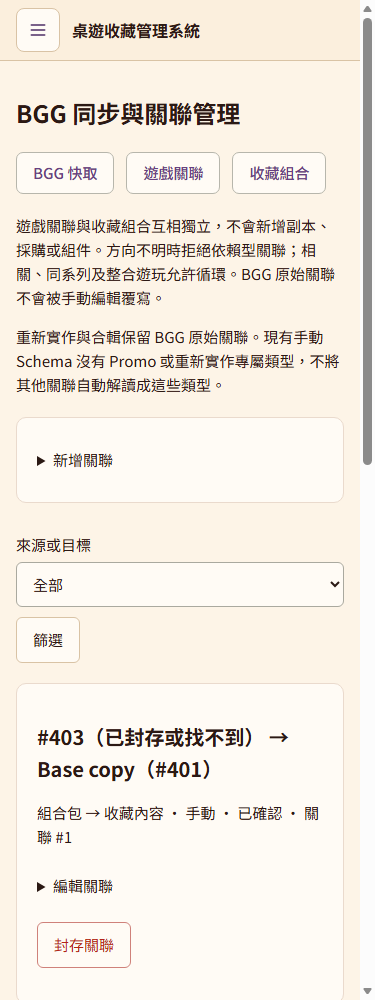 桌遊收藏管理系統
BGG 同步與關聯管理
BGG 快取
遊戲關聯
收藏組合
遊戲關聯與收藏組合互相獨立，不會新增副本、
採購或組件。方向不明時拒絕依賴型關聯；相
關、同系列及整合遊玩允許循環。BGG 原始關聯
不會被手動編輯覆寫。
重新實作與合輯保留 BGG 原始關聯。現有手動
Schema 沒有 Promo 或重新實作專屬類型，不將
其他關聯自動解讀成這些類型。
▶ 新增關聯
來源或目標
全部
篩選
#403（已封存或找不到） →
Base copy（#401）
組合包 → 收藏內容 · 手動 · 已確認 · 關
聯 #1
▶ 編輯關聯
封存關聯